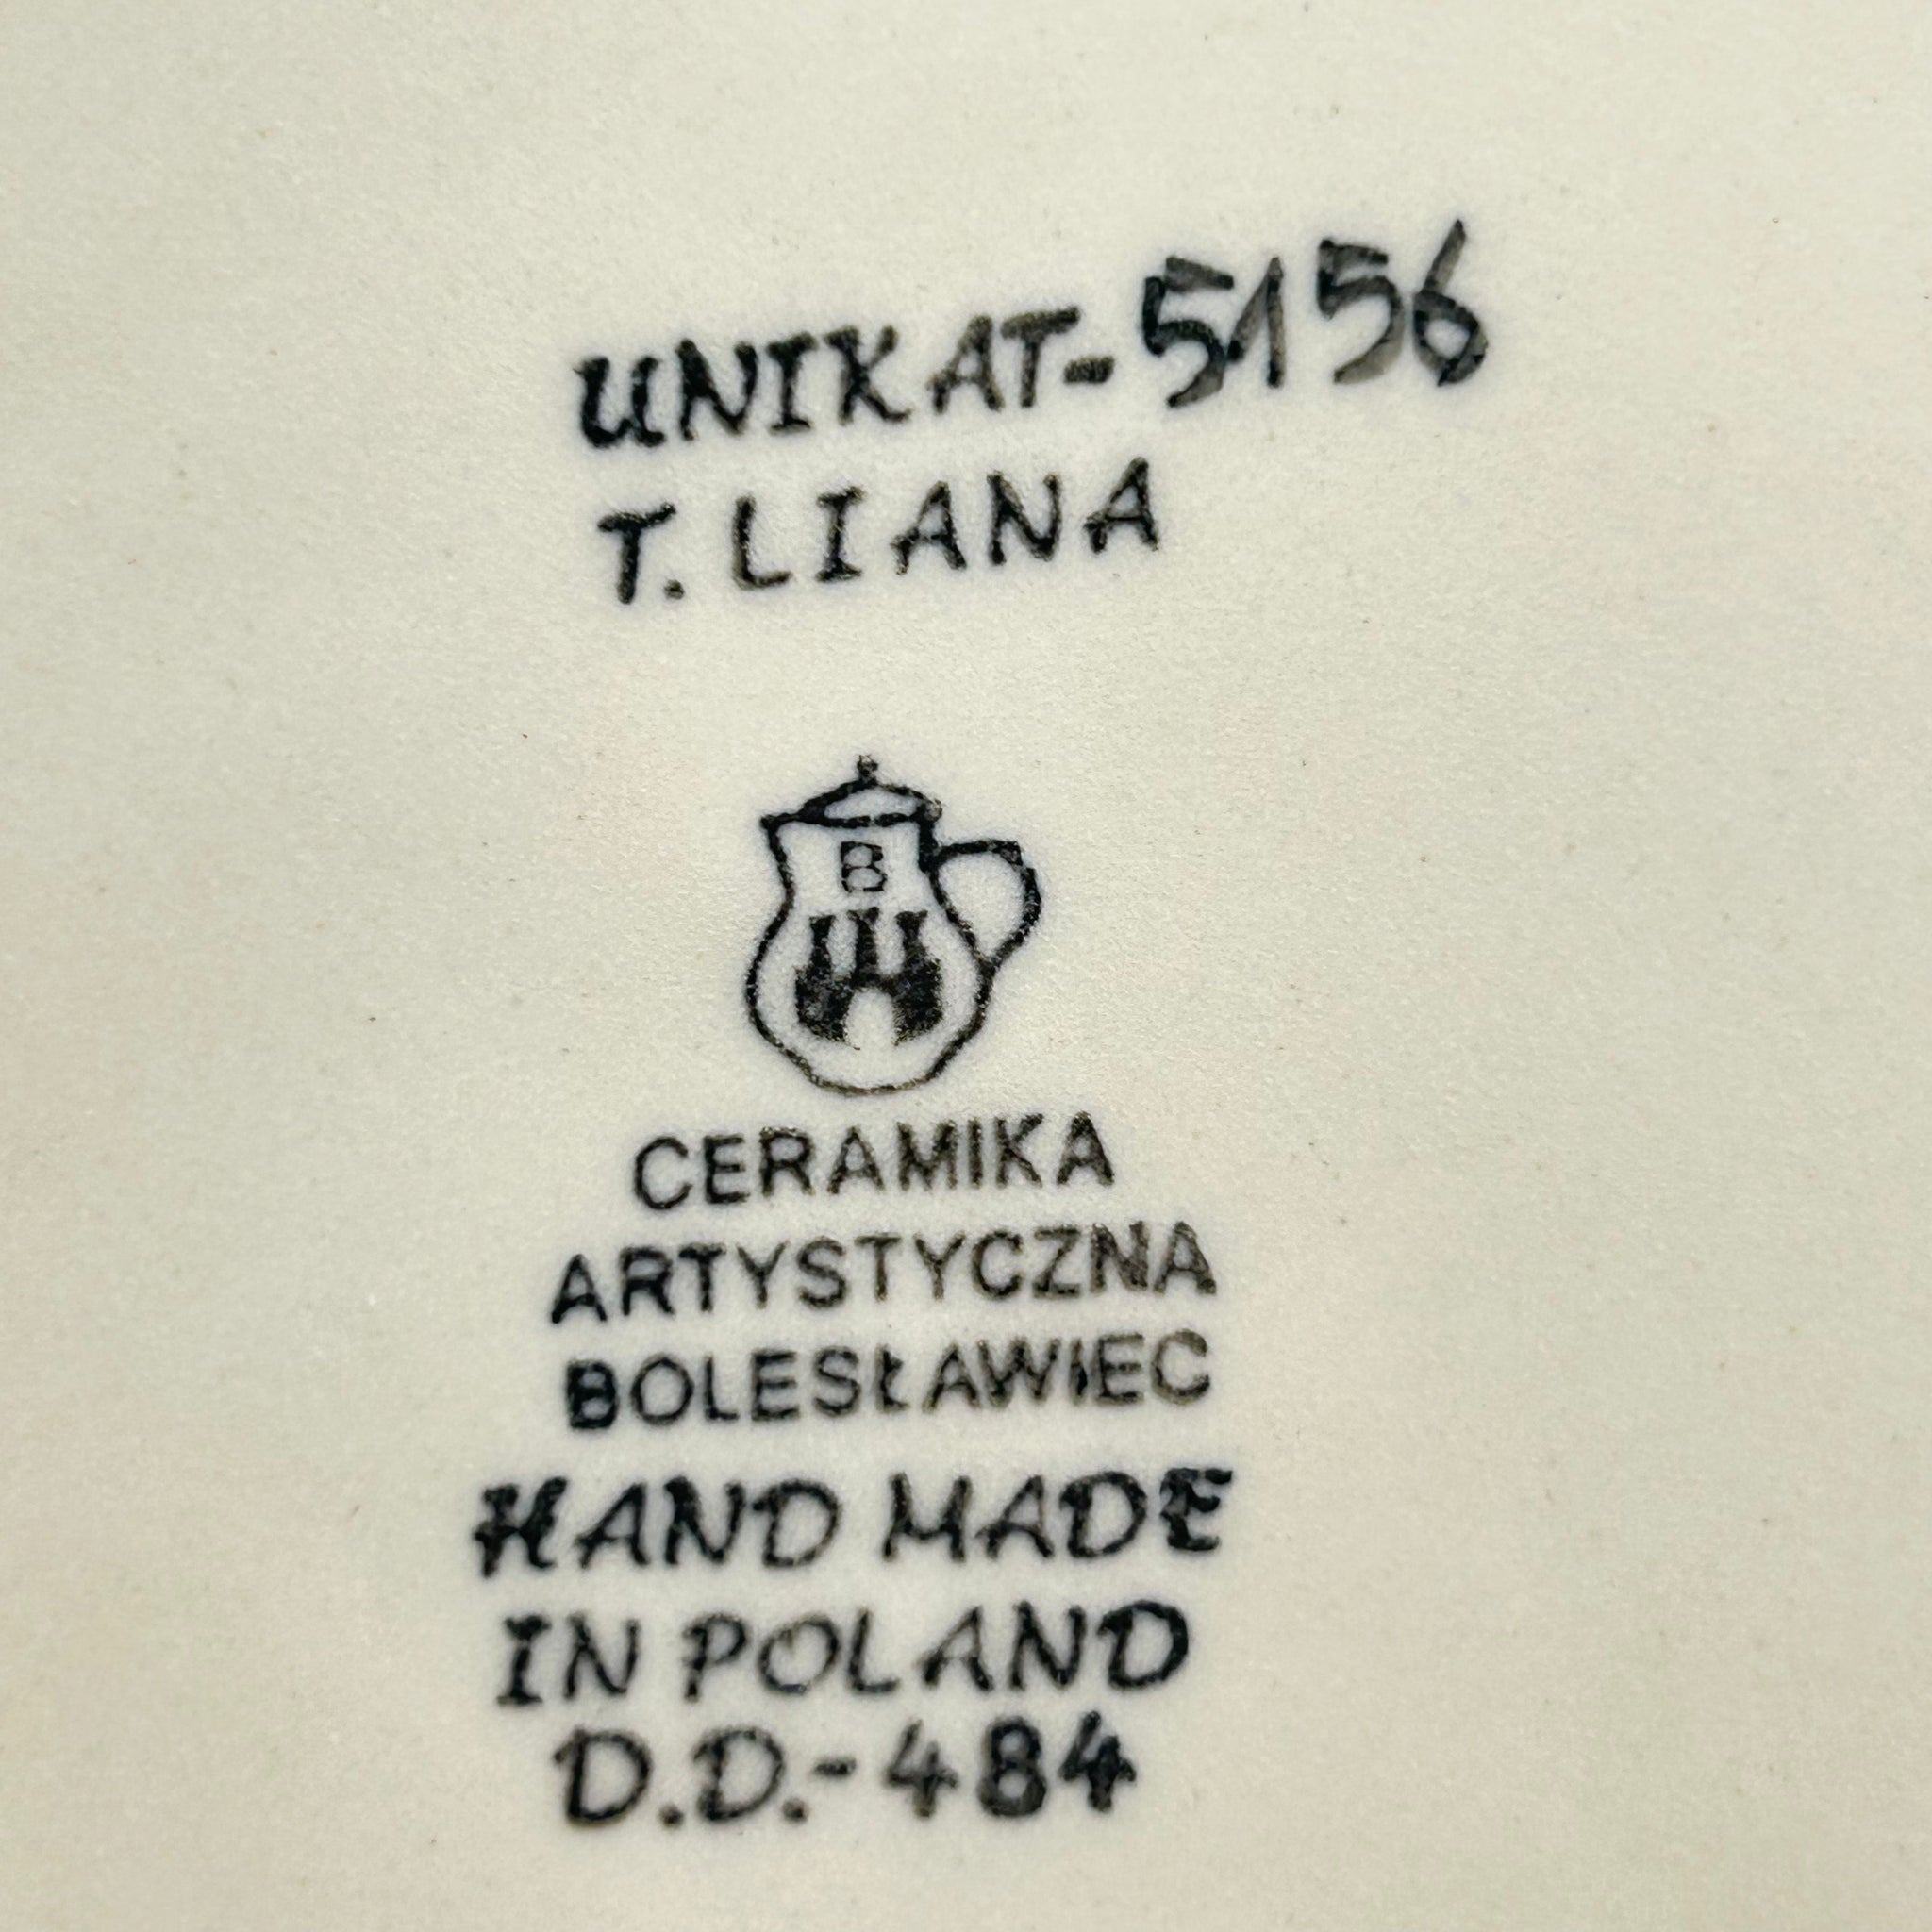 UNIKAT-5156
T. LIANA
B
CERAMIKA
ARTYSTYCZNA
BOLESŁAWIEC
HAND MADE
IN POLAND
D.D.-484